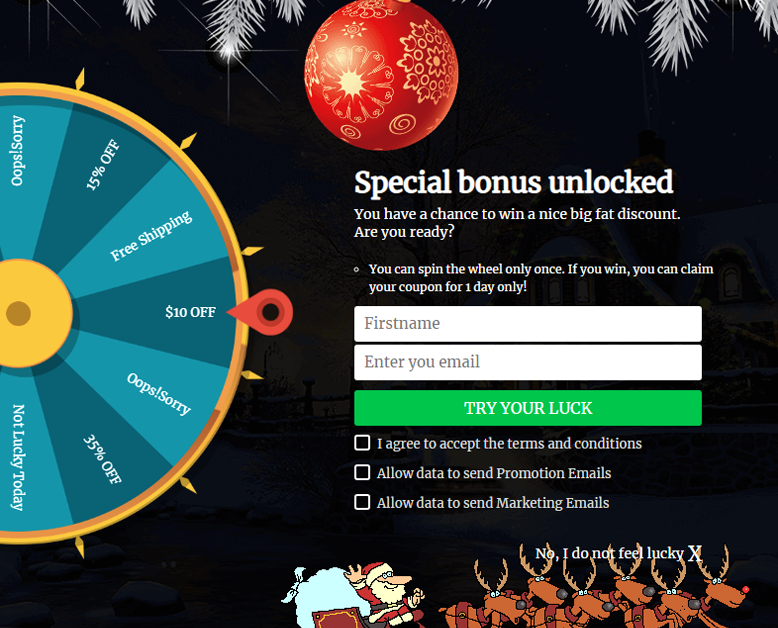 Oops!Sorry
15% OFF
Free Shipping
$10 OFF
Oops!Sorry
35% OFF
Not Lucky Today
Special bonus unlocked
You have a chance to win a nice big fat discount.
Are you ready?
You can spin the wheel only once. If you win, you can claim
your coupon for 1 day only!
Firstname
Enter you email
TRY YOUR LUCK
I agree to accept the terms and conditions
Allow data to send Promotion Emails
Allow data to send Marketing Emails
No, I do not feel lucky X